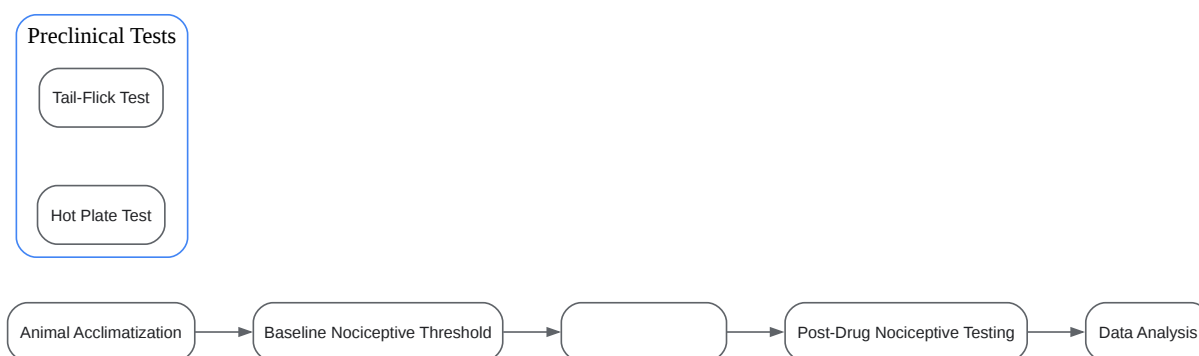 Preclinical Tests
Tail-Flick Test
Hot Plate Test
Animal Acclimatization
Baseline Nociceptive Threshold
Post-Drug Nociceptive Testing
Data Analysis